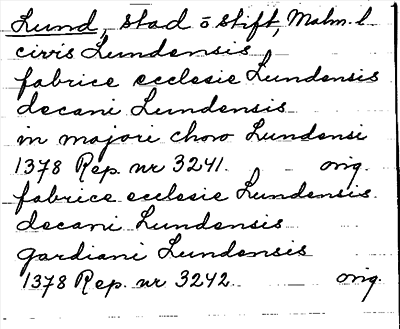 Lund, stad o stift, Malm. l.
civis Lundensis
fabrice ecclesie Lundensis
decani Lundensis
in majore choro Lundensi
1378 Rep. nr 3241. orig.
fabrice ecclesie Lundensis.
decani Lundensis
gardiani Lundensis
1378 Rep. nr 3242. orig.